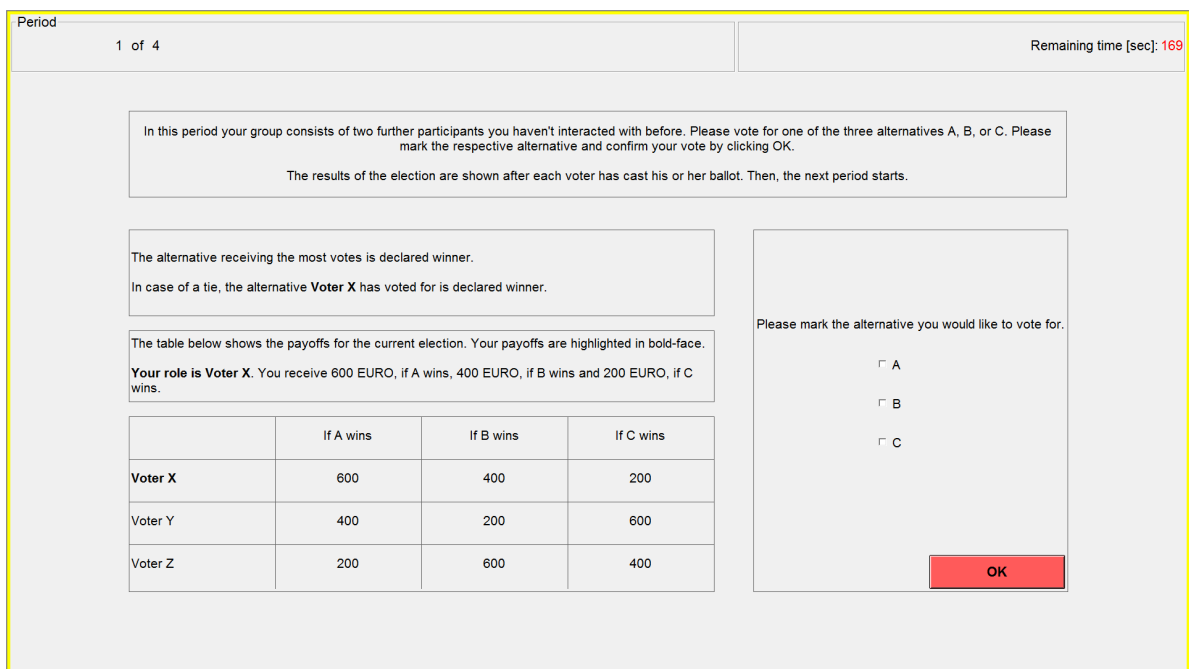 Period
1 of 4
Remaining time [sec]: 169
In this period your group consists of two further participants you haven't interacted with before. Please vote for one of the three alternatives A, B, or C. Please
mark the respective alternative and confirm your vote by clicking OK.
The results of the election are shown after each voter has cast his or her ballot. Then, the next period starts.
The alternative receiving the most votes is declared winner.
In case of a tie, the alternative Voter X has voted for is declared winner.
The table below shows the payoffs for the current election. Your payoffs are highlighted in bold-face.
Your role is Voter X. You receive 600 EURO, if A wins, 400 EURO, if B wins and 200 EURO, if C
wins.
If A wins If B wins If C wins
Voter X 600 400 200
Voter Y 400 200 600
Voter Z 200 600 400
Please mark the alternative you would like to vote for.
A
B
C
OK